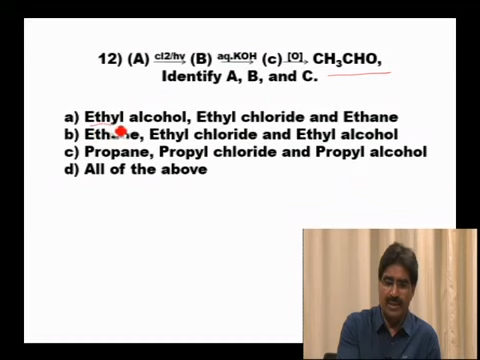 12) (A) cl2/hν→ (B) aq.KOH→ (c) [O]→ CH₃CHO,
Identify A, B, and C.
a) Ethyl alcohol, Ethyl chloride and Ethane
b) Ethane, Ethyl chloride and Ethyl alcohol
c) Propane, Propyl chloride and Propyl alcohol
d) All of the above